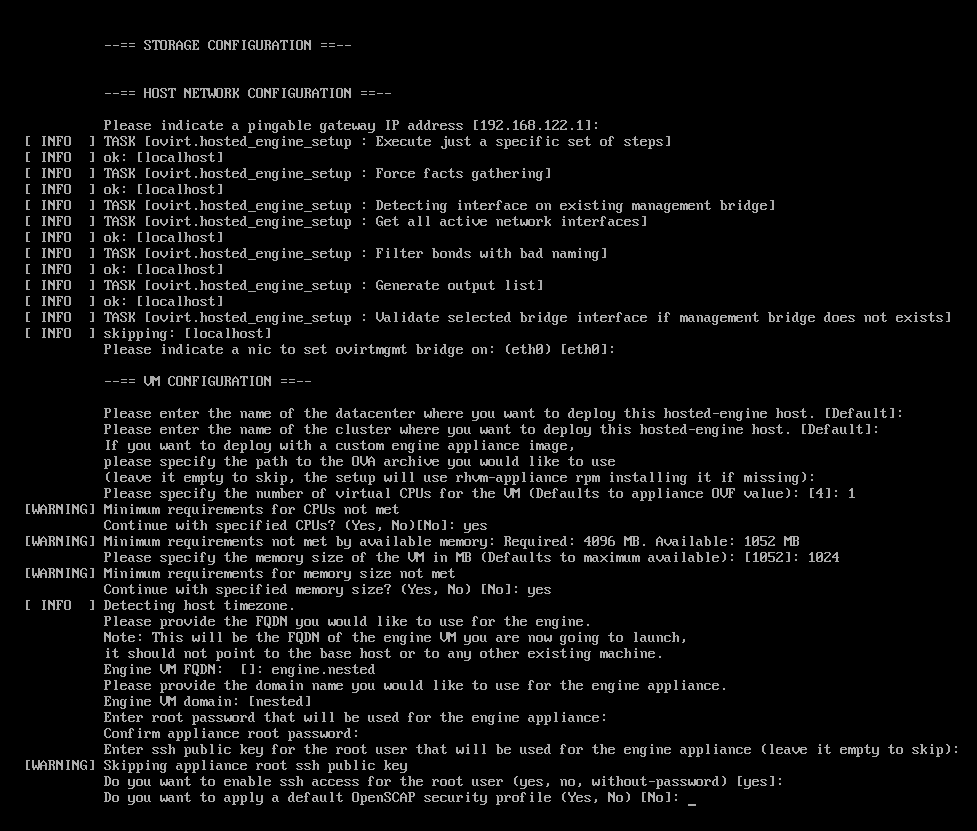 --== STORAGE CONFIGURATION ==--
--== HOST NETWORK CONFIGURATION ==--
Please indicate a pingable gateway IP address [192.168.122.1]:
[ INFO  ] TASK [ovirt.hosted_engine_setup : Execute just a specific set of steps]
[ INFO  ] ok: [localhost]
[ INFO  ] TASK [ovirt.hosted_engine_setup : Force facts gathering]
[ INFO  ] ok: [localhost]
[ INFO  ] TASK [ovirt.hosted_engine_setup : Detecting interface on existing management bridge]
[ INFO  ] TASK [ovirt.hosted_engine_setup : Get all active network interfaces]
[ INFO  ] ok: [localhost]
[ INFO  ] TASK [ovirt.hosted_engine_setup : Filter bonds with bad naming]
[ INFO  ] ok: [localhost]
[ INFO  ] TASK [ovirt.hosted_engine_setup : Generate output list]
[ INFO  ] ok: [localhost]
[ INFO  ] TASK [ovirt.hosted_engine_setup : Validate selected bridge interface if management bridge does not exists]
[ INFO  ] skipping: [localhost]
Please indicate a nic to set ovirtmgmt bridge on: (eth0) [eth0]:
--== VM CONFIGURATION ==--
Please enter the name of the datacenter where you want to deploy this hosted-engine host. [Default]:
Please enter the name of the cluster where you want to deploy this hosted-engine host. [Default]:
If you want to deploy with a custom engine appliance image,
please specify the path to the OVA archive you would like to use
(leave it empty to skip, the setup will use rhvm-appliance rpm installing it if missing):
Please specify the number of virtual CPUs for the VM (Defaults to appliance OVF value): [4]: 1
[WARNING] Minimum requirements for CPUs not met
Continue with specified CPUs? (Yes, No)[No]: yes
[WARNING] Minimum requirements not met by available memory: Required: 4096 MB. Available: 1052 MB
Please specify the memory size of the VM in MB (Defaults to maximum available): [1052]: 1024
[WARNING] Minimum requirements for memory size not met
Continue with specified memory size? (Yes, No) [No]: yes
[ INFO  ] Detecting host timezone.
Please provide the FQDN you would like to use for the engine.
Note: This will be the FQDN of the engine VM you are now going to launch,
it should not point to the base host or to any other existing machine.
Engine VM FQDN:  []: engine.nested
Please provide the domain name you would like to use for the engine appliance.
Engine VM domain: [nested]
Enter root password that will be used for the engine appliance:
Confirm appliance root password:
Enter ssh public key for the root user that will be used for the engine appliance (leave it empty to skip):
[WARNING] Skipping appliance root ssh public key
Do you want to enable ssh access for the root user (yes, no, without-password) [yes]:
Do you want to apply a default OpenSCAP security profile (Yes, No) [No]: _